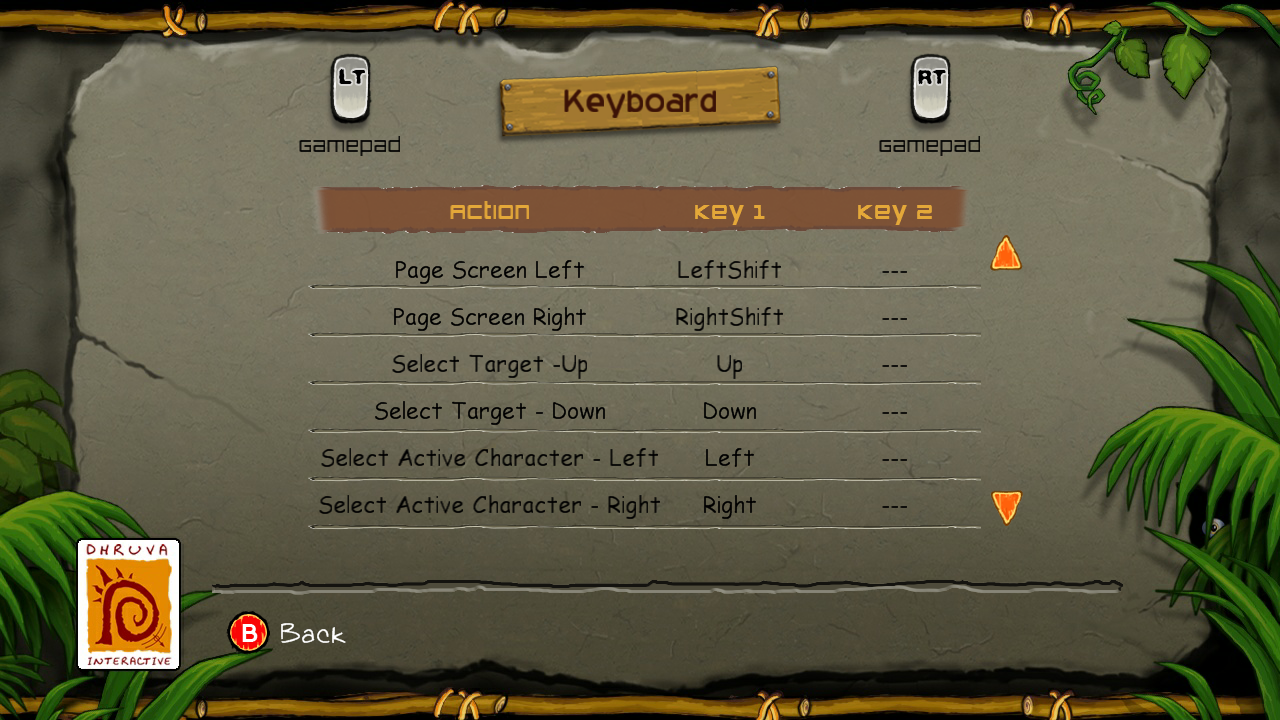 LT
Keyboard
RT
Gamepad
Gamepad
Action Key 1 Key 2
Page Screen Left LeftShift ---
Page Screen Right RightShift ---
Select Target -Up Up ---
Select Target - Down Down ---
Select Active Character - Left Left ---
Select Active Character - Right Right ---
DHRUVA
INTERACTIVE
B Back